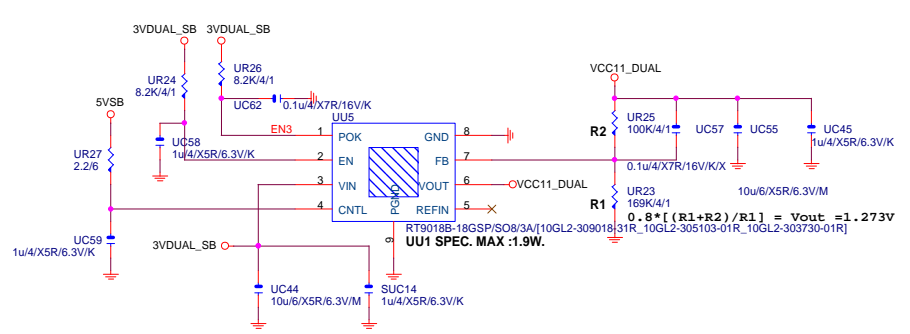 3VDUAL_SB
3VDUAL_SB
UR24
8.2K/4/1
UR26
8.2K/4/1
UC62
0.1u/4/X7R/16V/K
VCC11_DUAL
5VSB
UR27
2.2/6
UC58
1u/4/X5R/6.3V/K
EN3
UU5
1 POK
2 EN
3 VIN
4 CNTL
GND 8
FB 7
VOUT 6
REFIN 5
PGND
9
VCC11_DUAL
R2
UR25
100K/4/1
UC57
UC55
UC45
1u/4/X5R/6.3V/K
0.1u/4/X7R/16V/K/X
R1
UR23
169K/4/1
10u/6/X5R/6.3V/M
0.8*[(R1+R2)/R1] = Vout =1.273V
RT9018B-18GSP/SO8/3A/[10GL2-309018-31R_10GL2-305103-01R_10GL2-303730-01R]
UU1 SPEC. MAX :1.9W.
UC59
1u/4/X5R/6.3V/K
3VDUAL_SB
UC44
10u/6/X5R/6.3V/M
SUC14
1u/4/X5R/6.3V/K